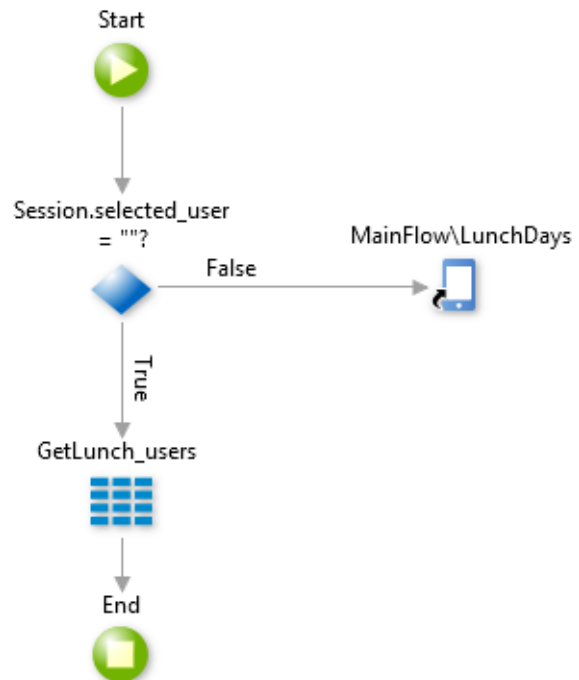 Start
Session.selected_user
= ""?
MainFlow\LunchDays
False
True
GetLunch_users
End